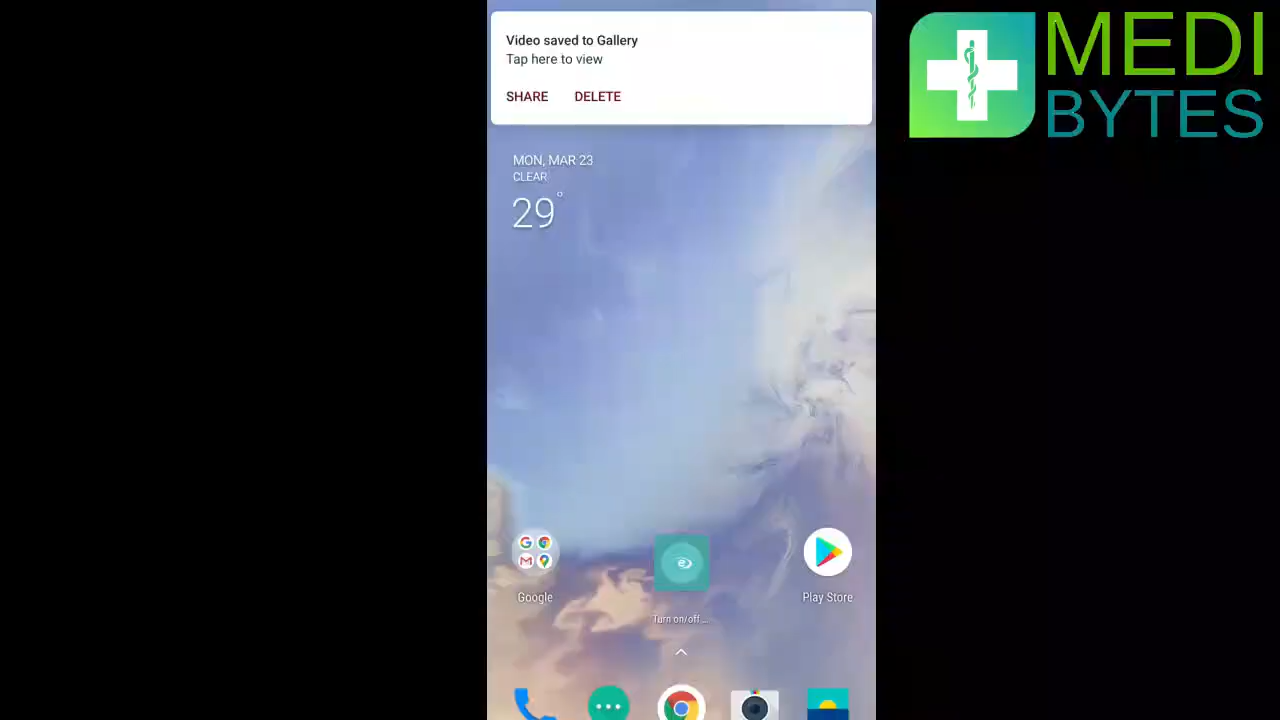 Video saved to Gallery
Tap here to view
SHARE DELETE
MON, MAR 23
CLEAR
29°
Google
Turn on/off ...
Play Store
MEDI
BYTES